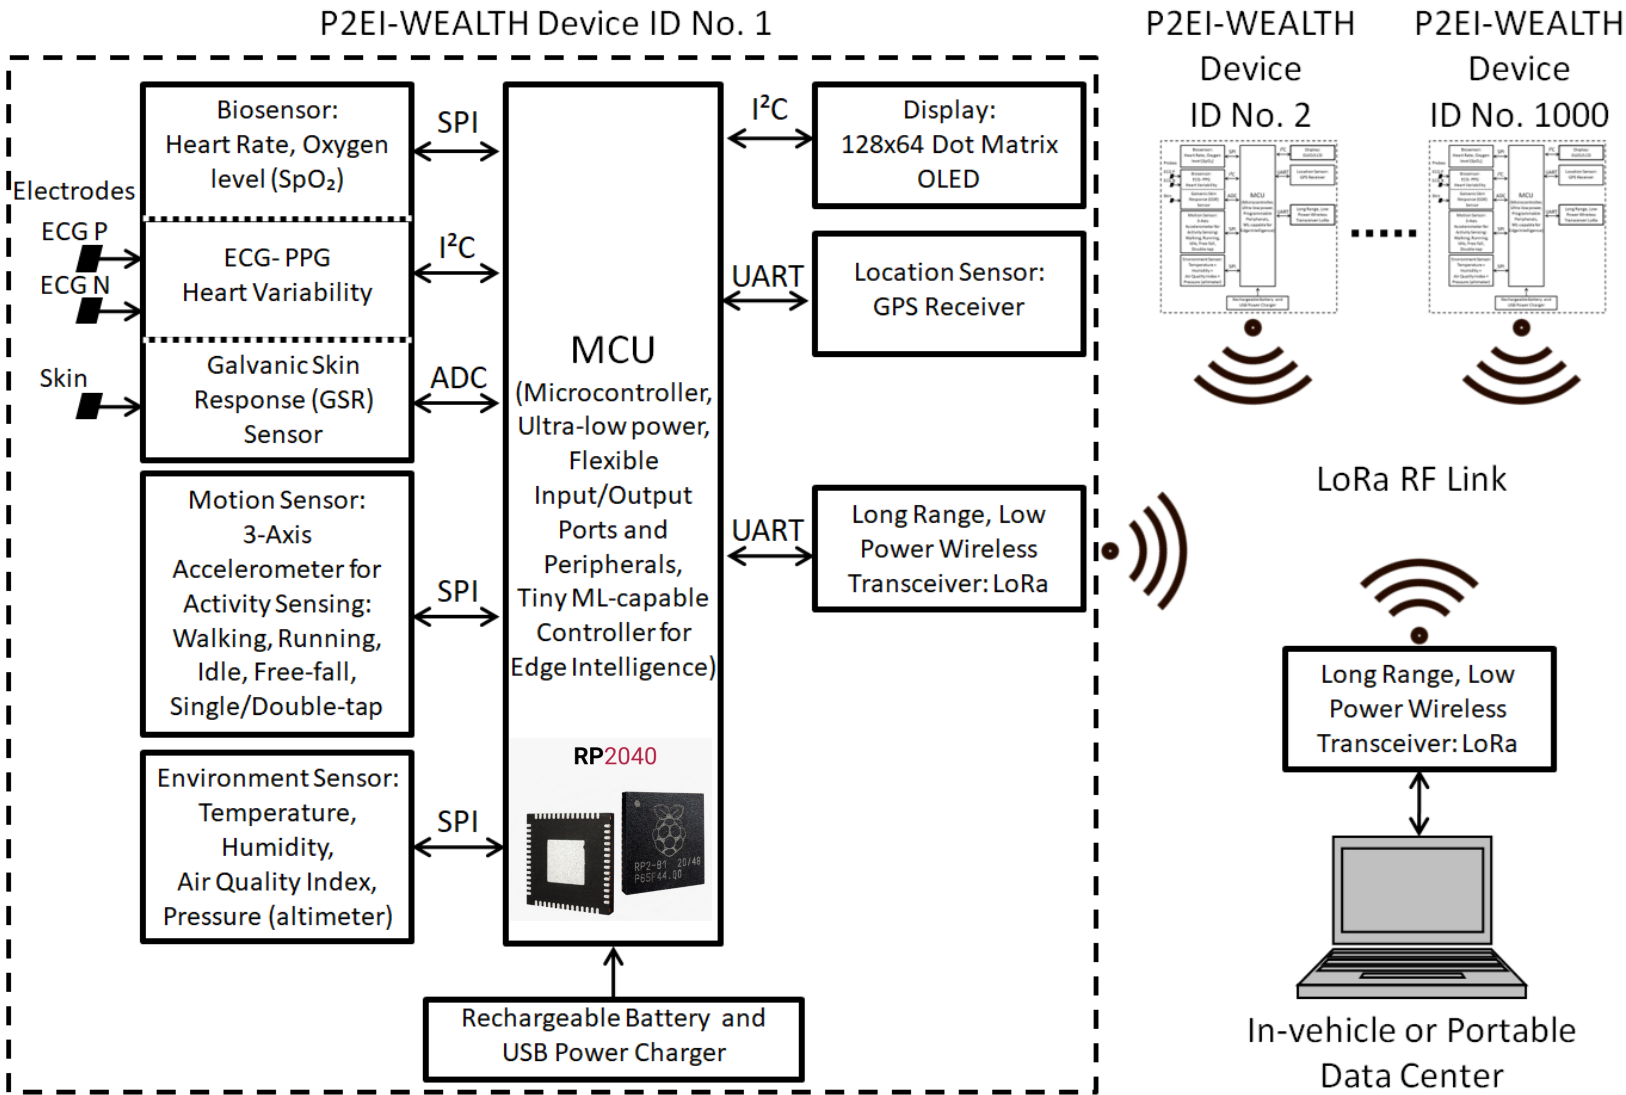 P2EI-WEALTH Device ID No. 1
Biosensor:
Heart Rate, Oxygen
level (SpO₂)
SPI
Electrodes
ECG P
ECG N
ECG- PPG
Heart Variability
I²C
Skin
Galvanic Skin
Response (GSR)
Sensor
ADC
Motion Sensor:
3-Axis
Accelerometer for
Activity Sensing:
Walking, Running,
Idle, Free-fall,
Single/Double-tap
SPI
Environment Sensor:
Temperature,
Humidity,
Air Quality Index,
Pressure (altimeter)
SPI
MCU
(Microcontroller,
Ultra-low power,
Flexible
Input/Output
Ports and
Peripherals,
Tiny ML-capable
Controller for
Edge Intelligence)
RP2040
RP2-B1 20/48
P65F44.00
Rechargeable Battery and
USB Power Charger
I²C
Display:
128x64 Dot Matrix
OLED
UART
Location Sensor:
GPS Receiver
UART
Long Range, Low
Power Wireless
Transceiver: LoRa
P2EI-WEALTH
Device
ID No. 2
P2EI-WEALTH
Device
ID No. 1000
LoRa RF Link
Long Range, Low
Power Wireless
Transceiver: LoRa
In-vehicle or Portable
Data Center